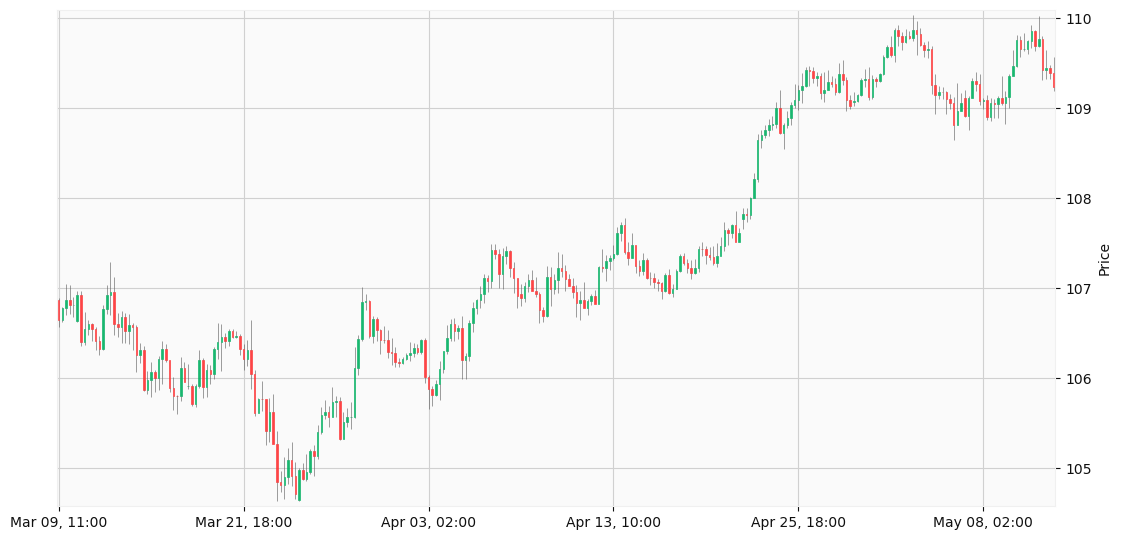 110
109
108
107
106
105
Price
Mar 09, 11:00
Mar 21, 18:00
Apr 03, 02:00
Apr 13, 10:00
Apr 25, 18:00
May 08, 02:00